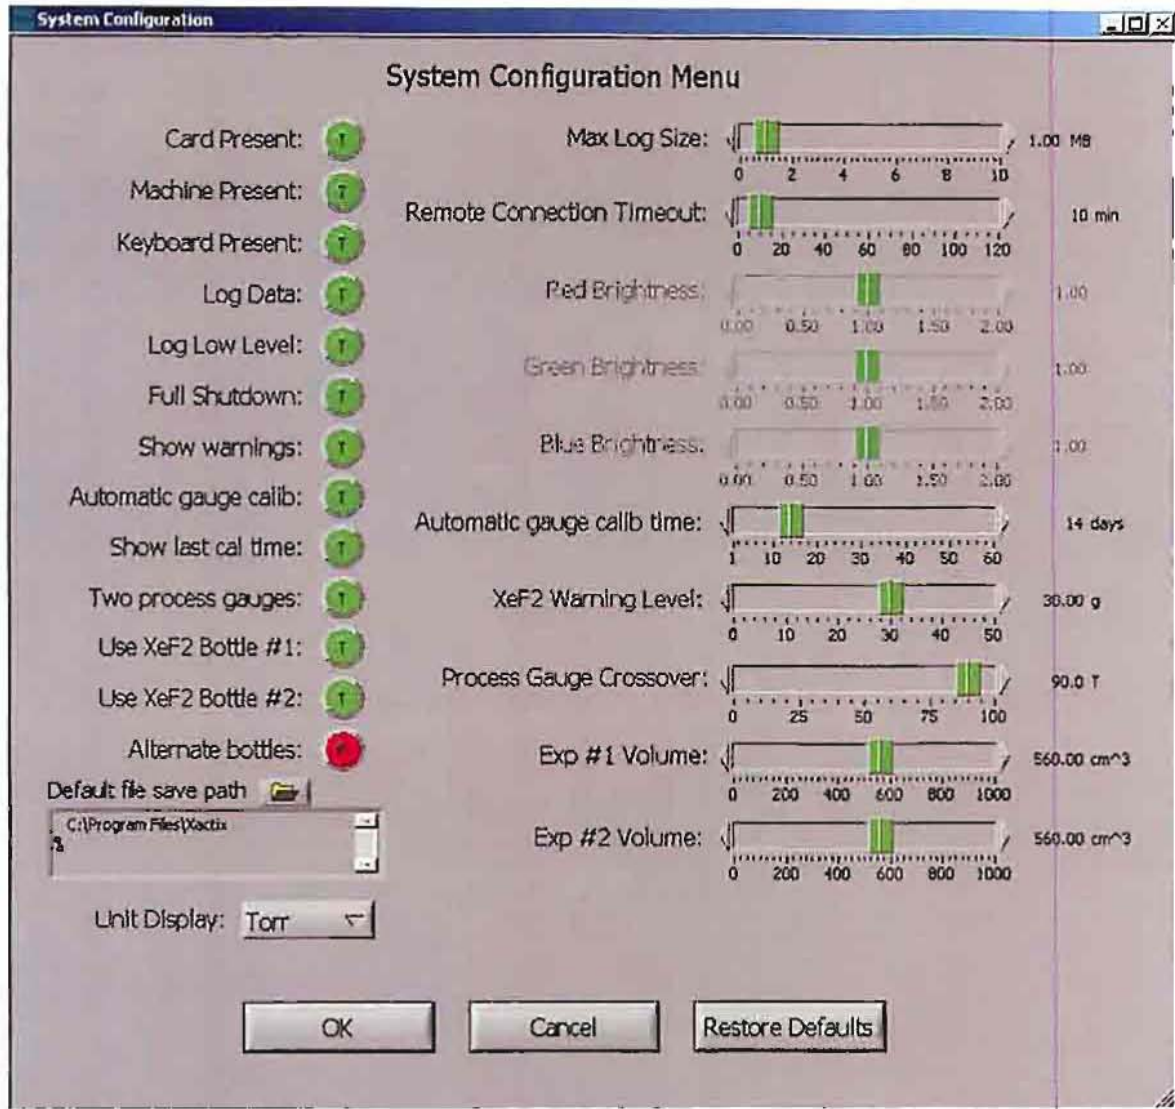 System Configuration
System Configuration Menu
Card Present: T
Machine Present: T
Keyboard Present: T
Log Data: T
Log Low Level: T
Full Shutdown: T
Show warnings: T
Automatic gauge calib: T
Show last cal time: T
Two process gauges: T
Use XeF2 Bottle #1: T
Use XeF2 Bottle #2: T
Alternate bottles:
Default file save path
C:\Program Files\Xactix
Unit Display: Torr
Max Log Size: 1.00 MB
0 2 4 6 8 10
Remote Connection Timeout: 10 min
0 20 40 60 80 100 120
Red Brightness: 1.00
0.00 0.50 1.00 1.50 2.00
Green Brightness: 1.00
0.00 0.50 1.00 1.50 2.00
Blue Brightness: 1.00
0.00 0.50 1.00 1.50 2.00
Automatic gauge calib time: 14 days
1 10 20 30 40 50 60
XeF2 Warning Level: 30.00 g
0 10 20 30 40 50
Process Gauge Crossover: 90.0 T
0 25 50 75 100
Exp #1 Volume: 560.00 cm^3
0 200 400 600 800 1000
Exp #2 Volume: 560.00 cm^3
0 200 400 600 800 1000
OK Cancel Restore Defaults